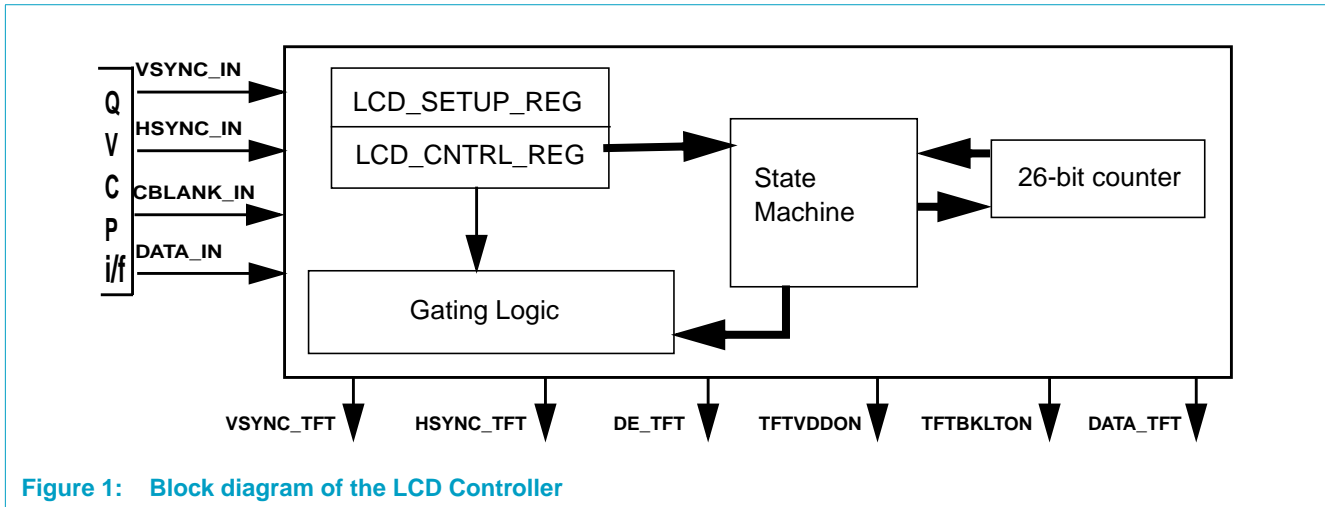 VSYNC_IN
HSYNC_IN
CBLANK_IN
DATA_IN
Q
V
C
P
i/f
LCD_SETUP_REG
LCD_CNTRL_REG
State
Machine
26-bit counter
Gating Logic
VSYNC_TFT
HSYNC_TFT
DE_TFT
TFTVDDON
TFTBKLTON
DATA_TFT
Figure 1: Block diagram of the LCD Controller